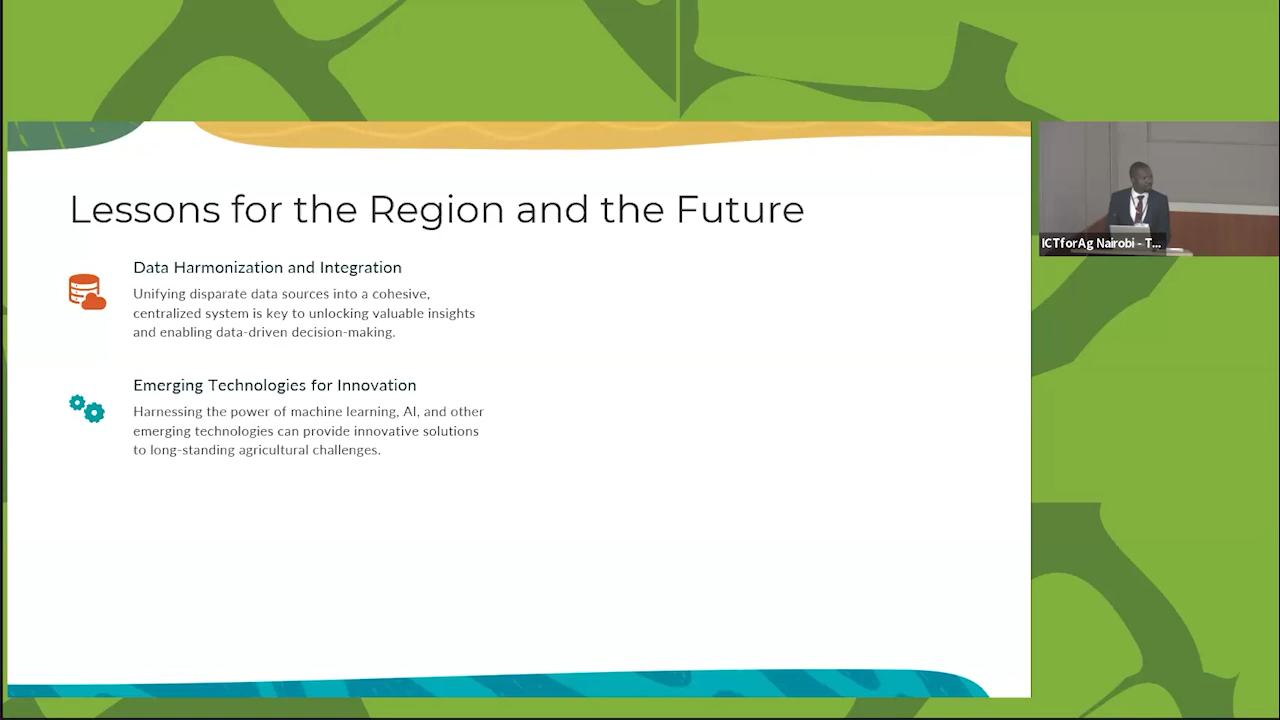 Lessons for the Region and the Future
Data Harmonization and Integration
Unifying disparate data sources into a cohesive,
centralized system is key to unlocking valuable insights
and enabling data-driven decision-making.
Emerging Technologies for Innovation
Harnessing the power of machine learning, AI, and other
emerging technologies can provide innovative solutions
to long-standing agricultural challenges.
ICTforAg Nairobi - T...